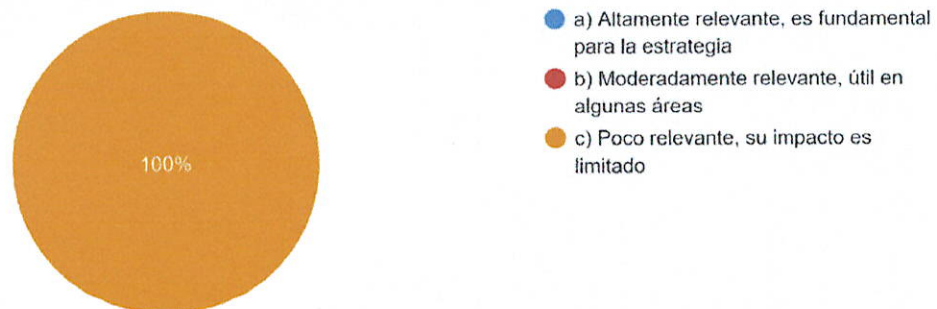 100%
a) Altamente relevante, es fundamental
para la estrategia
b) Moderadamente relevante, útil en
algunas áreas
c) Poco relevante, su impacto es
limitado